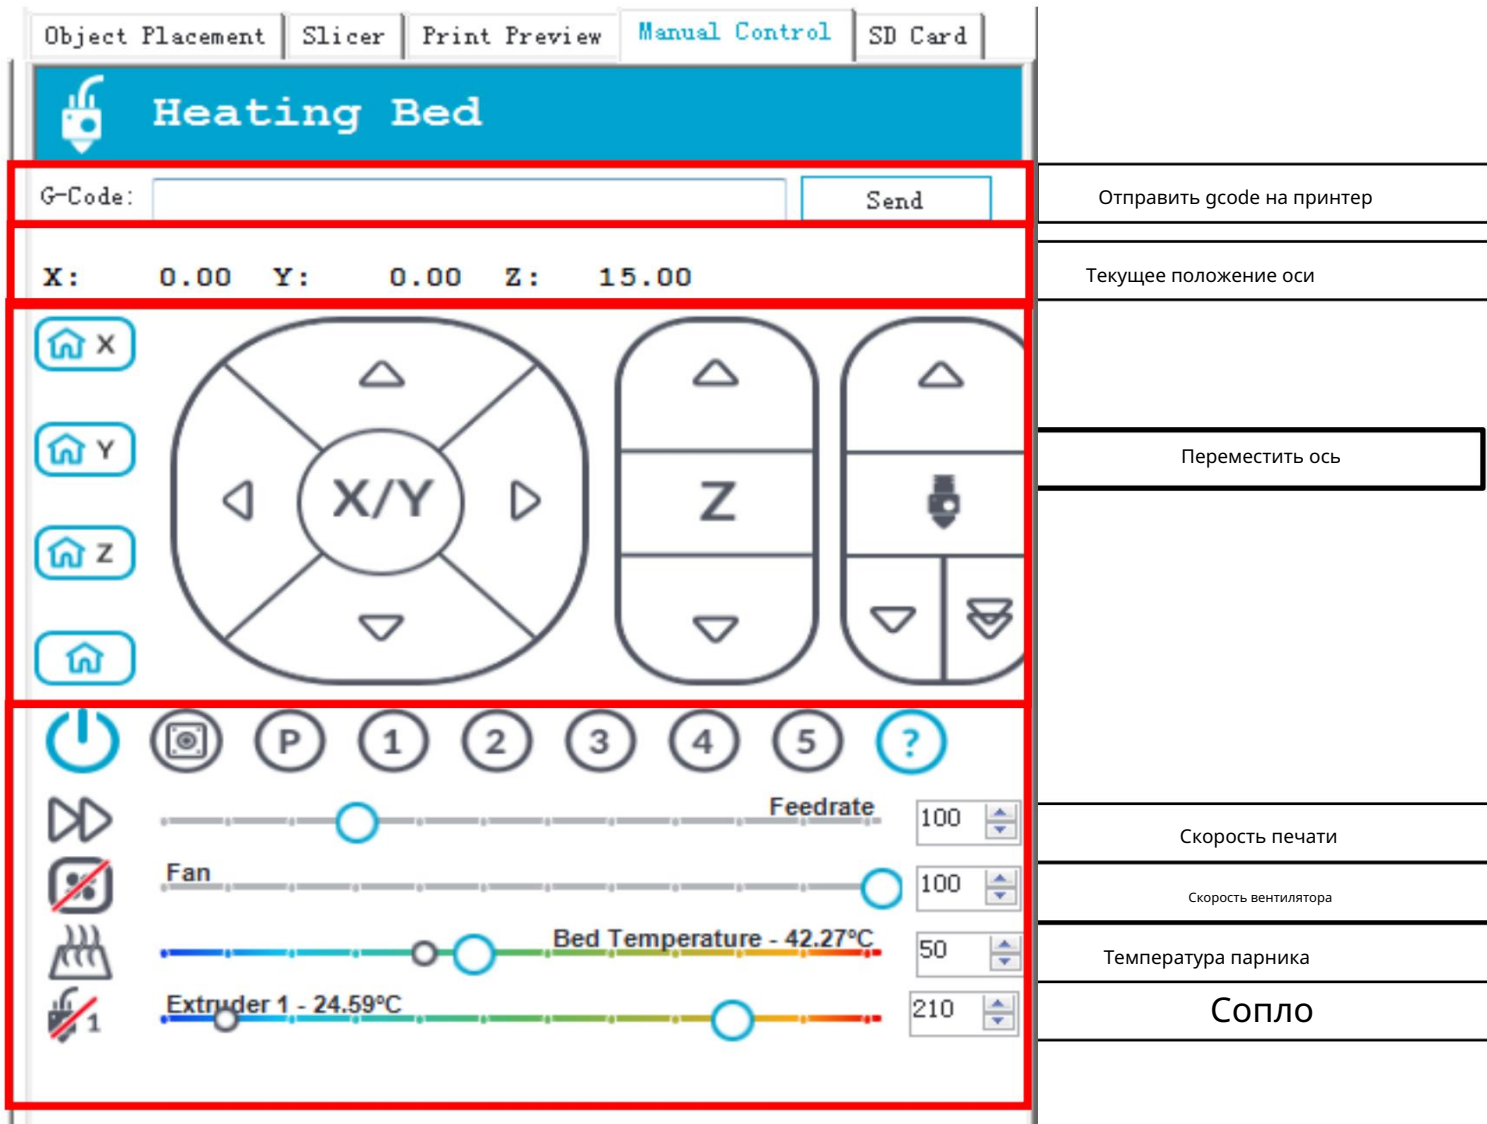 Object Placement Slicer Print Preview Manual Control SD Card
Heating Bed
G-Code: Send Отправить gcode на принтер
X: 0.00 Y: 0.00 Z: 15.00 Текущее положение оси
X
Y
Z
X/Y Z
Переместить ось
P 1 2 3 4 5 ?
Feedrate 100 Скорость печати
Fan 100 Скорость вентилятора
Bed Temperature - 42.27°C 50 Температура парника
Extruder 1 - 24.59°C 210 Сопло
1